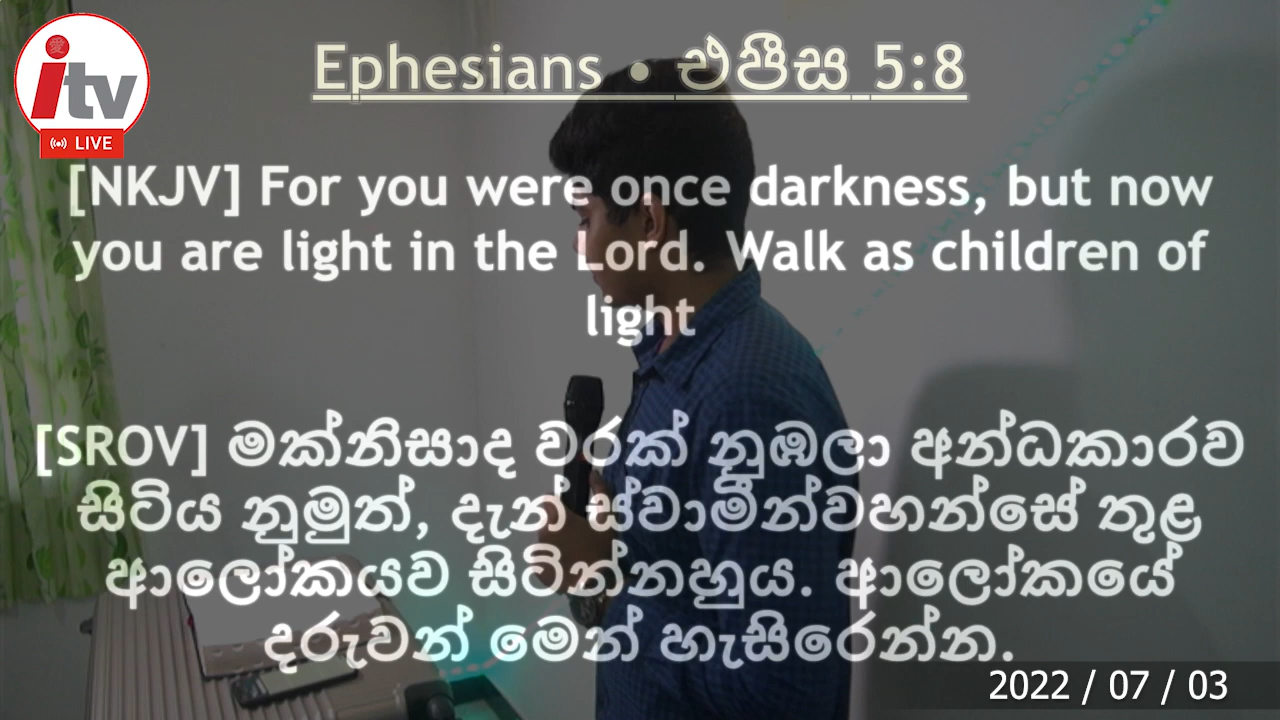 愛
itv
LIVE
Ephesians • එපීස 5:8
[NKJV] For you were once darkness, but now
you are light in the Lord. Walk as children of
light
[SROV] මක්නිසාද වරක් නුඹලා අන්ධකාරව
සිටිය නුමුත්, දැන් ස්වාමීන්වහන්සේ තුළ
ආලෝකයව සිටින්නහුය. ආලෝකයේ
දරුවන් මෙන් හැසිරෙන්න.
2022 / 07 / 03